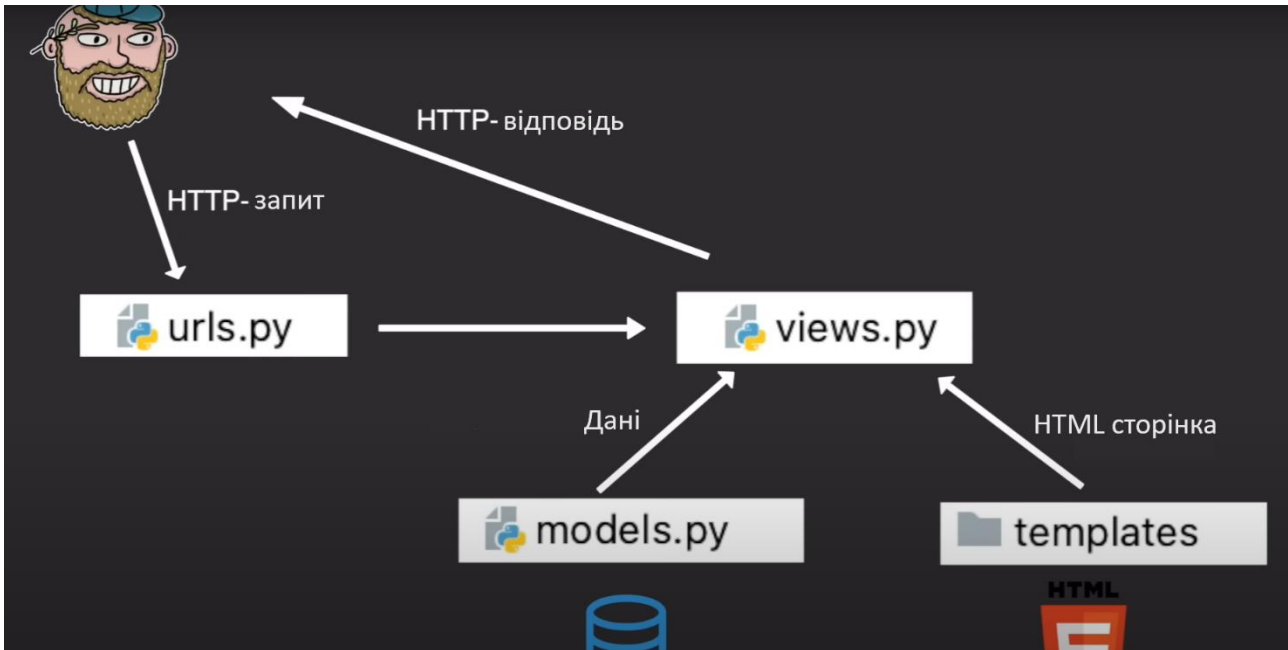 HTTP- відповідь
HTTP- запит
urls.py
views.py
Дані
HTML сторінка
models.py
templates
HTML